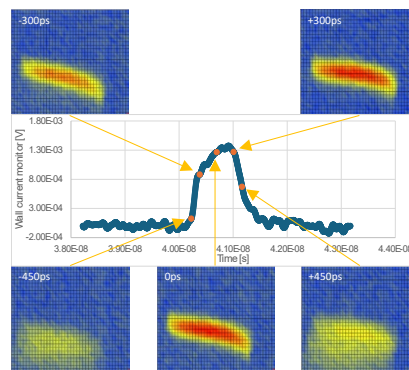 -300ps
+300ps
Wall current monitor [V]
1.80E-03
1.30E-03
8.00E-04
3.00E-04
-2.00E-04
3.80E-08 3.90E-08 4.00E-08 4.10E-08 4.20E-08 4.30E-08 4.40E-08
Time [s]
-450ps
0ps
+450ps